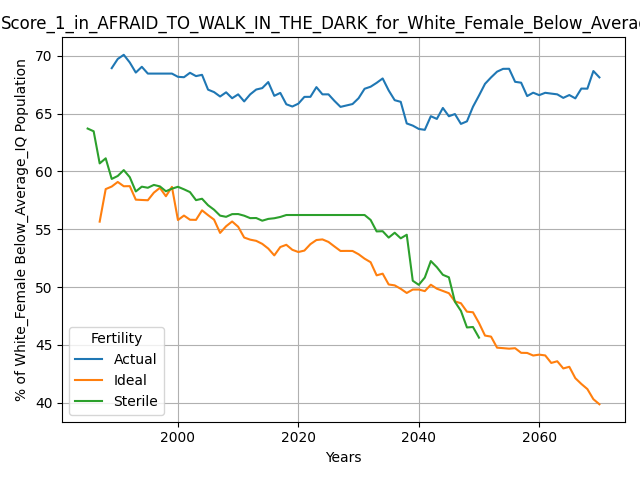 Score_1_in_AFRAID_TO_WALK_IN_THE_DARK_for_White_Female_Below_Avera
% of White_Female Below_Average_IQ Population
70
65
60
55
50
45
40
Fertility
Actual
Ideal
Sterile
2000
2020
2040
2060
Years